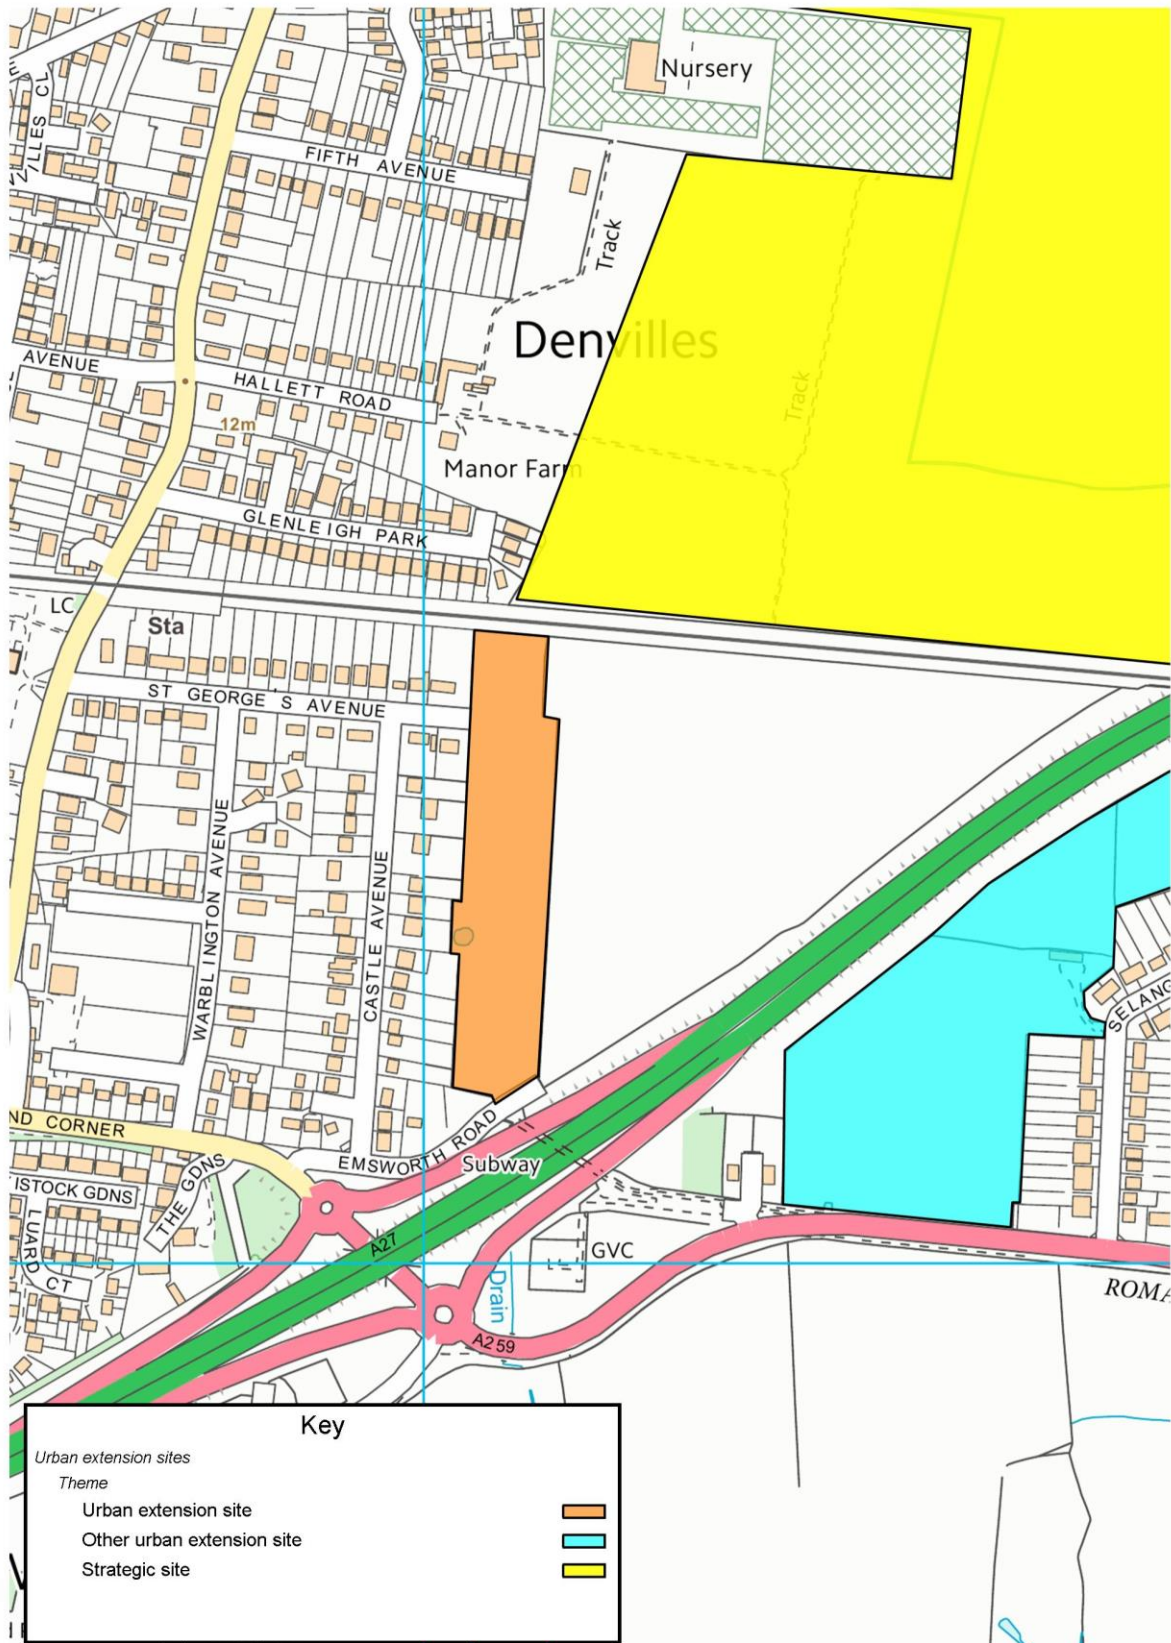 Nursery
FIFTH AVENUE
Track
Denvilles
AVENUE
HALLETT ROAD
Track
12m
Manor Farm
GLENLEIGH PARK
LC
Sta
ST GEORGE'S AVENUE
WARBLINGTON AVENUE
CASTLE AVENUE
SELANG
ND CORNER
EMSWORTH ROAD
Subway
ISTOCK GDNS
THE GDNS
LUARD CT
A27
GVC
Drain
ROMA
A259
Key
Urban extension sites
Theme
Urban extension site
Other urban extension site
Strategic site